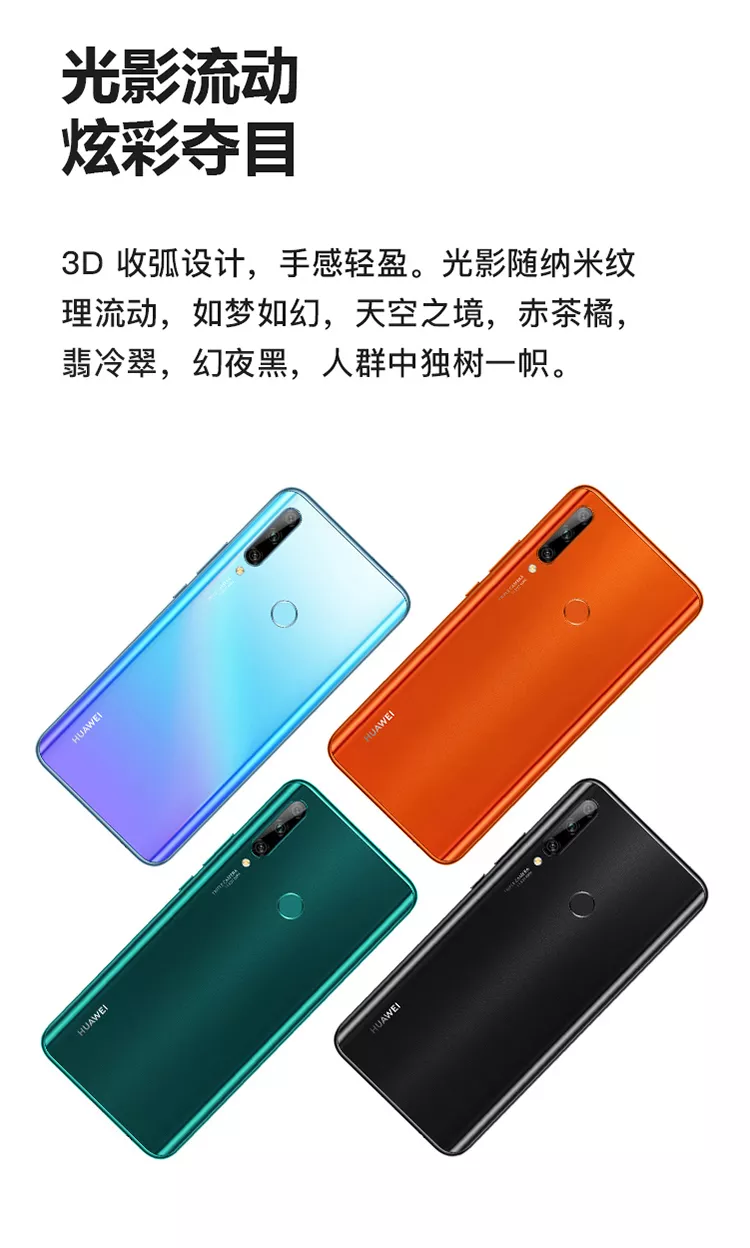 光影流动
炫彩夺目
3D 收弧设计，手感轻盈。光影随纳米纹
理流动，如梦如幻，天空之境，赤茶橘，
翡冷翠，幻夜黑，人群中独树一帜。
HUAWEI
HUAWEI
TRIPLE CAMERA
HUAWEI
HUAWEI